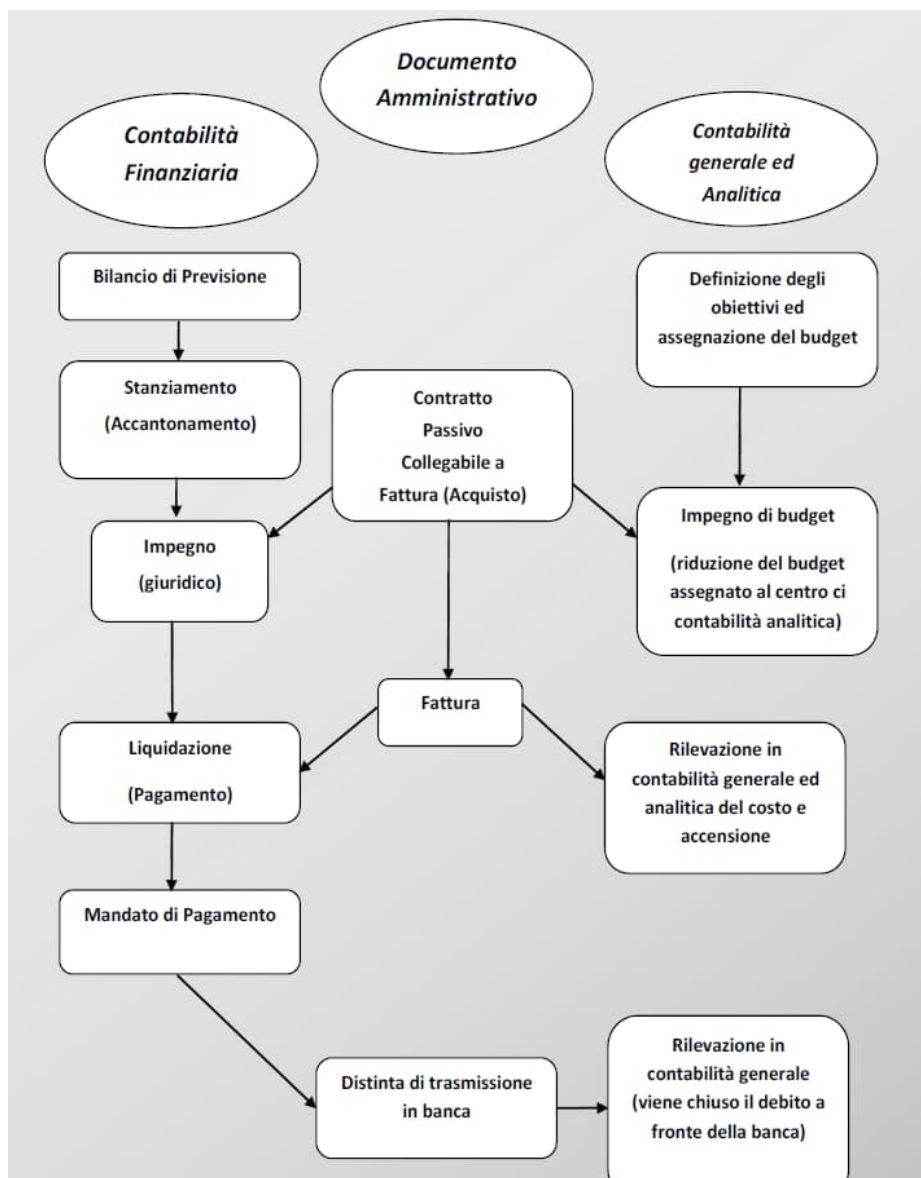 Documento
Amministrativo
Contabilità
Finanziaria
Contabilità
generale ed
Analitica
Bilancio di Previsione
Definizione degli
obiettivi ed
assegnazione del budget
Stanziamento
(Accantonamento)
Contratto
Passivo
Collegabile a
Fattura (Acquisto)
Impegno
(giuridico)
Impegno di budget
(riduzione del budget
assegnato al centro ci
contabilità analitica)
Fattura
Liquidazione
(Pagamento)
Rilevazione in
contabilità generale ed
analitica del costo e
accensione
Mandato di Pagamento
Distinta di trasmissione
in banca
Rilevazione in
contabilità generale
(viene chiuso il debito a
fronte della banca)